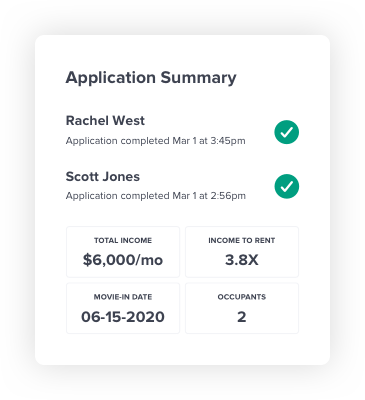 Application Summary
Rachel West
Application completed Mar 1 at 3:45pm
Scott Jones
Application completed Mar 1 at 2:56pm
TOTAL INCOME
$6,000/mo
INCOME TO RENT
3.8X
MOVIE-IN DATE
06-15-2020
OCCUPANTS
2